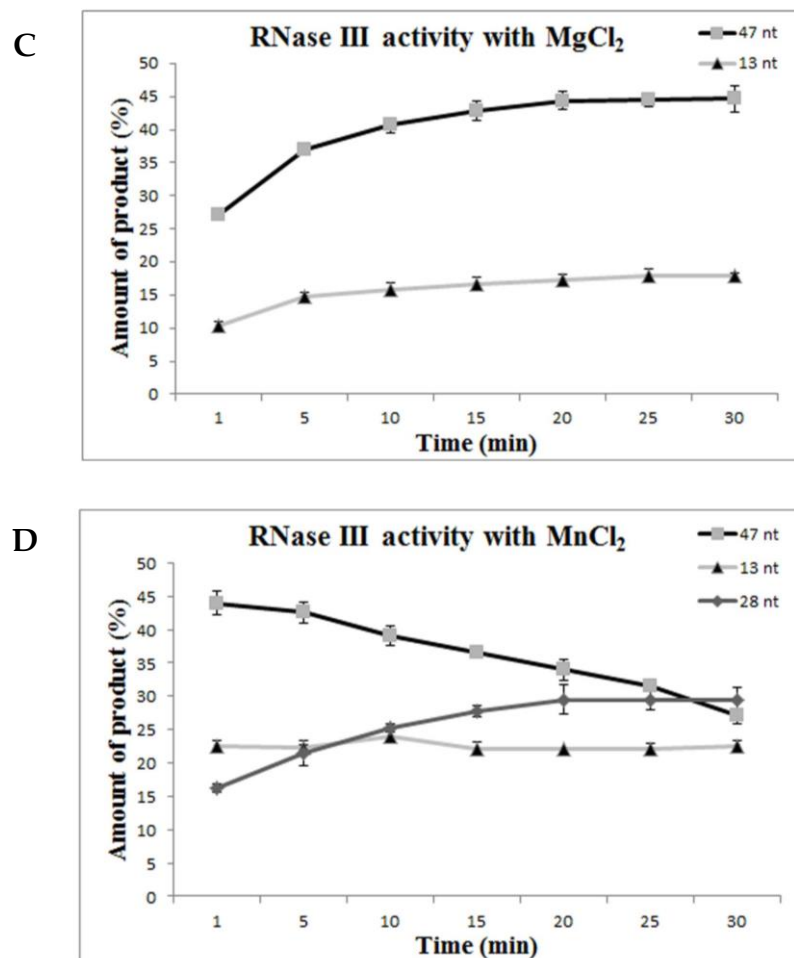 C
RNase III activity with MgCl₂
47 nt
13 nt
Amount of product (%)
50
45
40
35
30
25
20
15
10
5
0
1 5 10 15 20 25 30
Time (min)
D
RNase III activity with MnCl₂
47 nt
13 nt
28 nt
Amount of product (%)
50
45
40
35
30
25
20
15
10
5
0
1 5 10 15 20 25 30
Time (min)